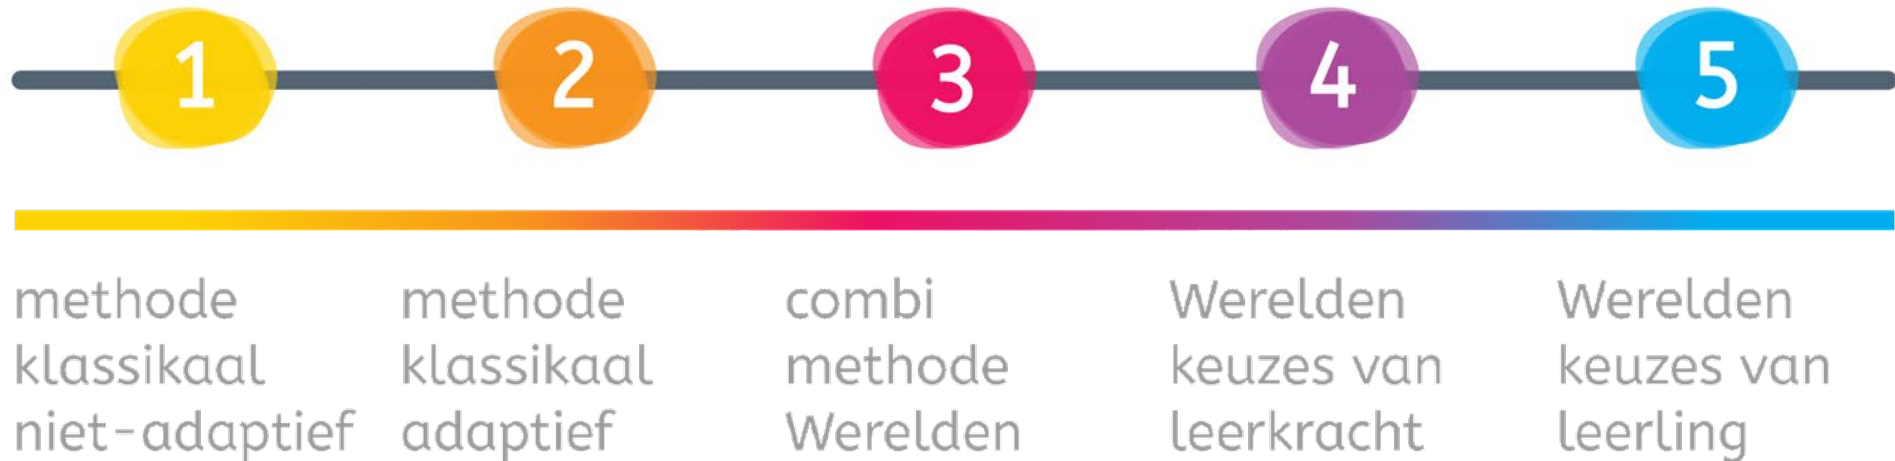 1 2 3 4 5
methode
klassikaal
niet-adaptief
methode
klassikaal
adaptief
combi
methode
Werelden
Werelden
keuzes van
leerkracht
Werelden
keuzes van
leerling